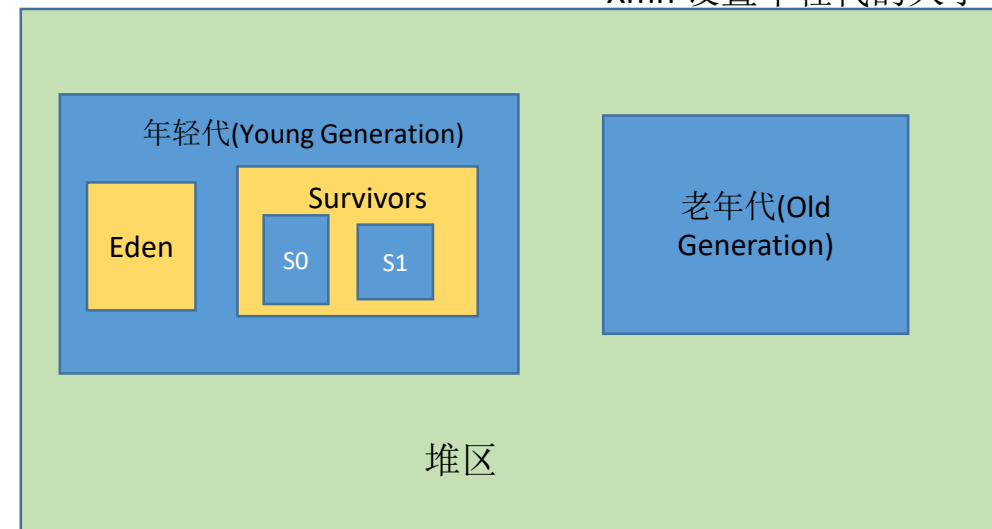 年轻代(Young Generation)
Survivors
Eden
S0
S1
老年代(Old
Generation)
堆区